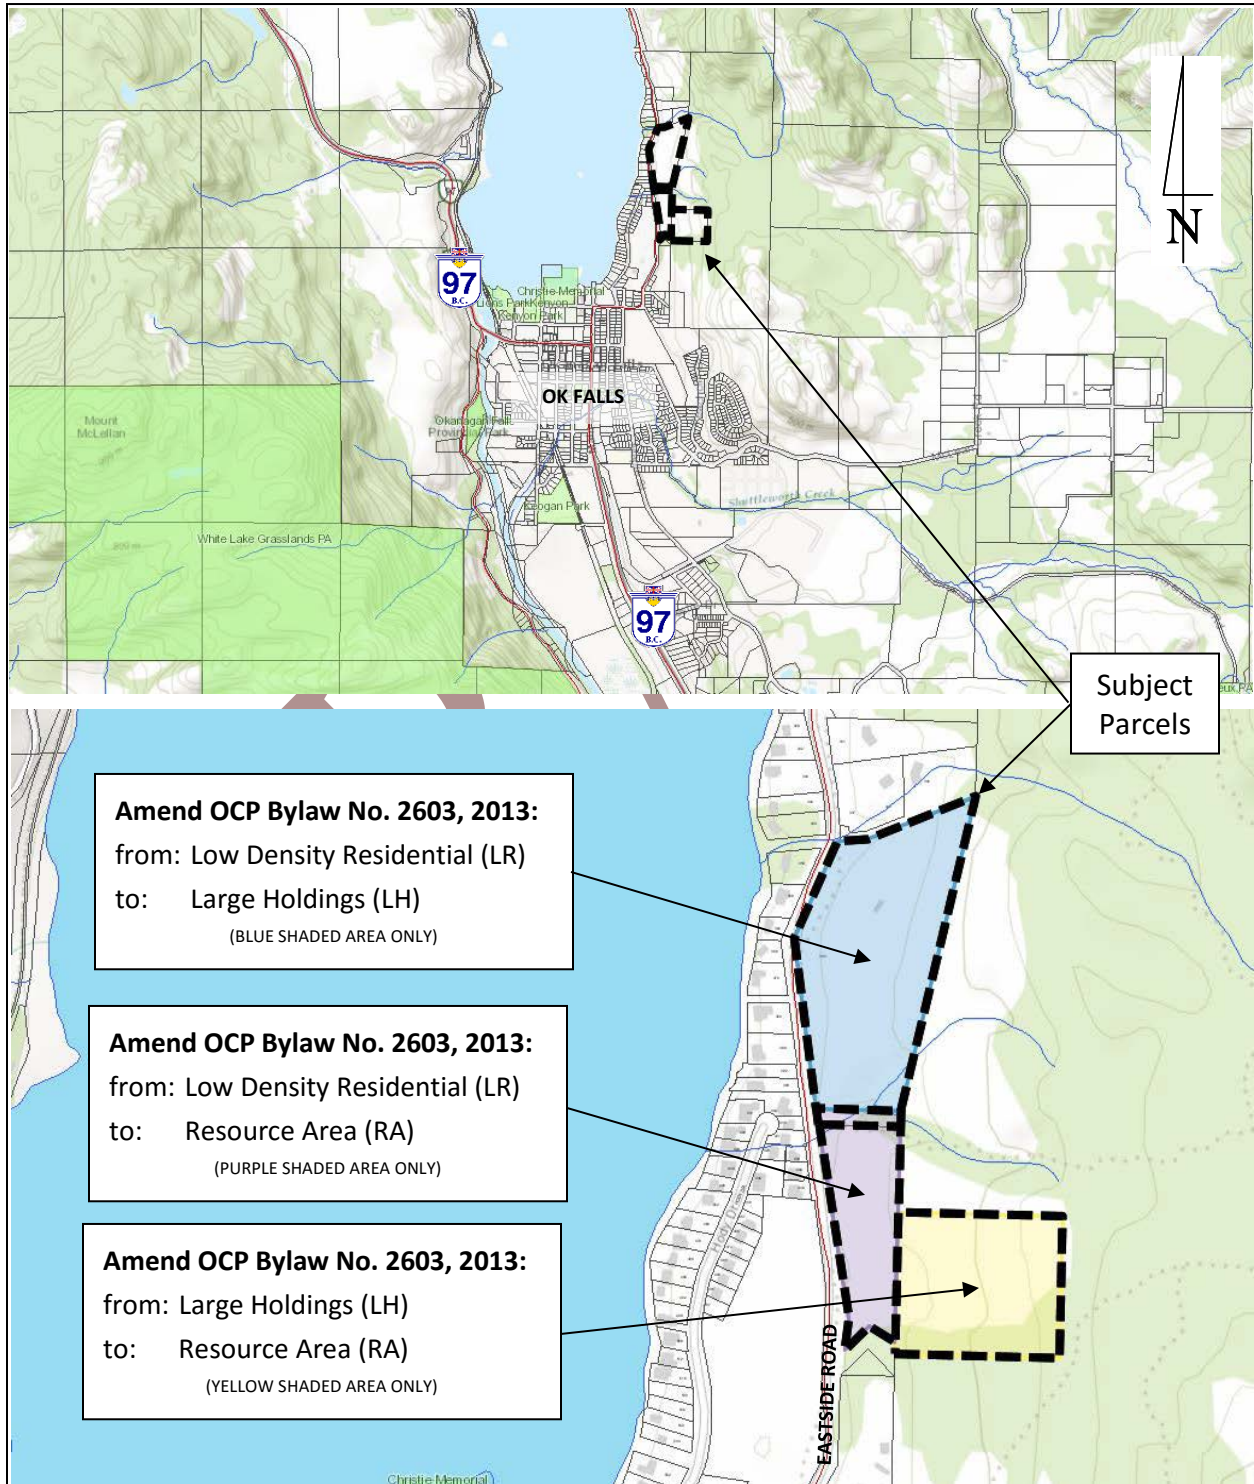 N
97
B.C.
Christie Memorial
Lions Park Kenyon
Kenyon Park
OK FALLS
Mount
McLellan
Okanagan Fall
Provincial Park
Keogan Park
Shuttleworth Creek
White Lake Grasslands PA
97
B.C.
Subject
Parcels
Amend OCP Bylaw No. 2603, 2013:
from: Low Density Residential (LR)
to: Large Holdings (LH)
(BLUE SHADED AREA ONLY)
Amend OCP Bylaw No. 2603, 2013:
from: Low Density Residential (LR)
to: Resource Area (RA)
(PURPLE SHADED AREA ONLY)
Amend OCP Bylaw No. 2603, 2013:
from: Large Holdings (LH)
to: Resource Area (RA)
(YELLOW SHADED AREA ONLY)
Hody Dr
EASTSIDE ROAD
Christie Memorial